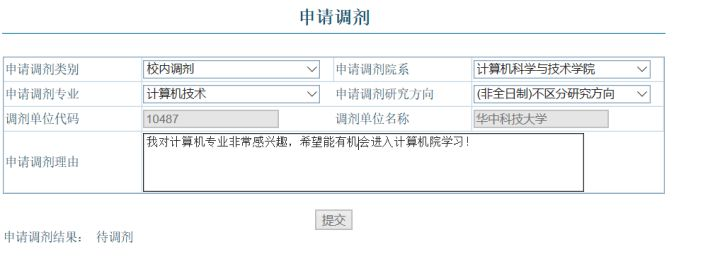 申请调剂
申请调剂类别 校内调剂 申请调剂院系 计算机科学与技术学院
申请调剂专业 计算机技术 申请调剂研究方向 (非全日制)不区分研究方向
调剂单位代码 10487 调剂单位名称 华中科技大学
申请调剂理由 我对计算机专业非常感兴趣，希望能有机会进入计算机院学习！
提交
申请调剂结果： 待调剂